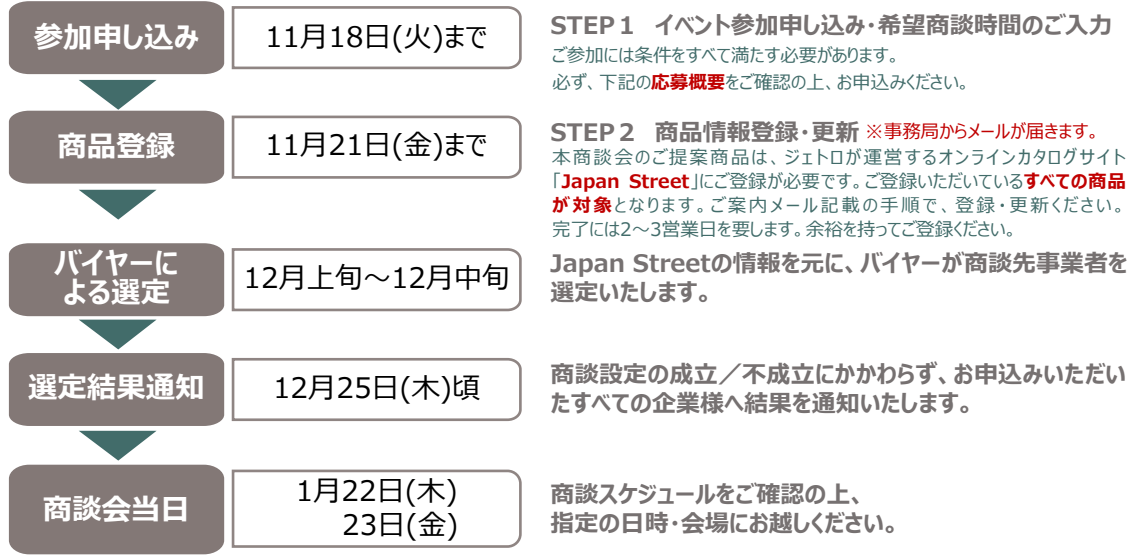 参加申し込み
11月18日(火)まで
STEP１ イベント参加申し込み・希望商談時間のご入力
ご参加には条件をすべて満たす必要があります。
必ず、下記の応募概要をご確認の上、お申込みください。
商品登録
11月21日(金)まで
STEP２ 商品情報登録・更新 ※事務局からメールが届きます。
本商談会のご提案商品は、ジェトロが運営するオンラインカタログサイト
「Japan Street」にご登録が必要です。ご登録いただいているすべての商品
が対象となります。ご案内メール記載の手順で、登録・更新ください。
完了には2～3営業日を要します。余裕を持ってご登録ください。
バイヤーに
よる選定
12月上旬～12月中旬
Japan Streetの情報を元に、バイヤーが商談先事業者を
選定いたします。
選定結果通知
12月25日(木)頃
商談設定の成立／不成立にかかわらず、お申込みいただい
たすべての企業様へ結果を通知いたします。
商談会当日
1月22日(木)
23日(金)
商談スケジュールをご確認の上、
指定の日時・会場にお越しください。